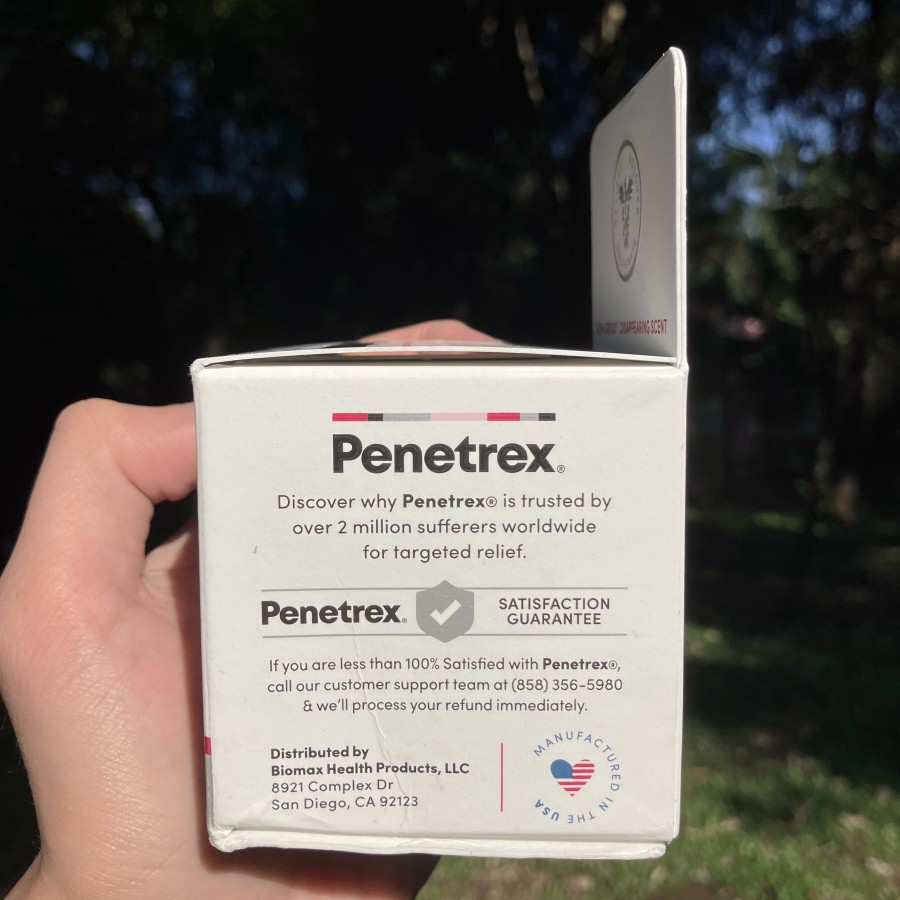 DISAPPEARING SCENT
Penetrex®
Discover why Penetrex® is trusted by
over 2 million sufferers worldwide
for targeted relief.
Penetrex®
SATISFACTION
GUARANTEE
If you are less than 100% Satisfied with Penetrex®,
call our customer support team at (858) 356-5980
& we'll process your refund immediately.
Distributed by
Biomax Health Products, LLC
8921 Complex Dr
San Diego, CA 92123
MANUFACTURED IN THE USA